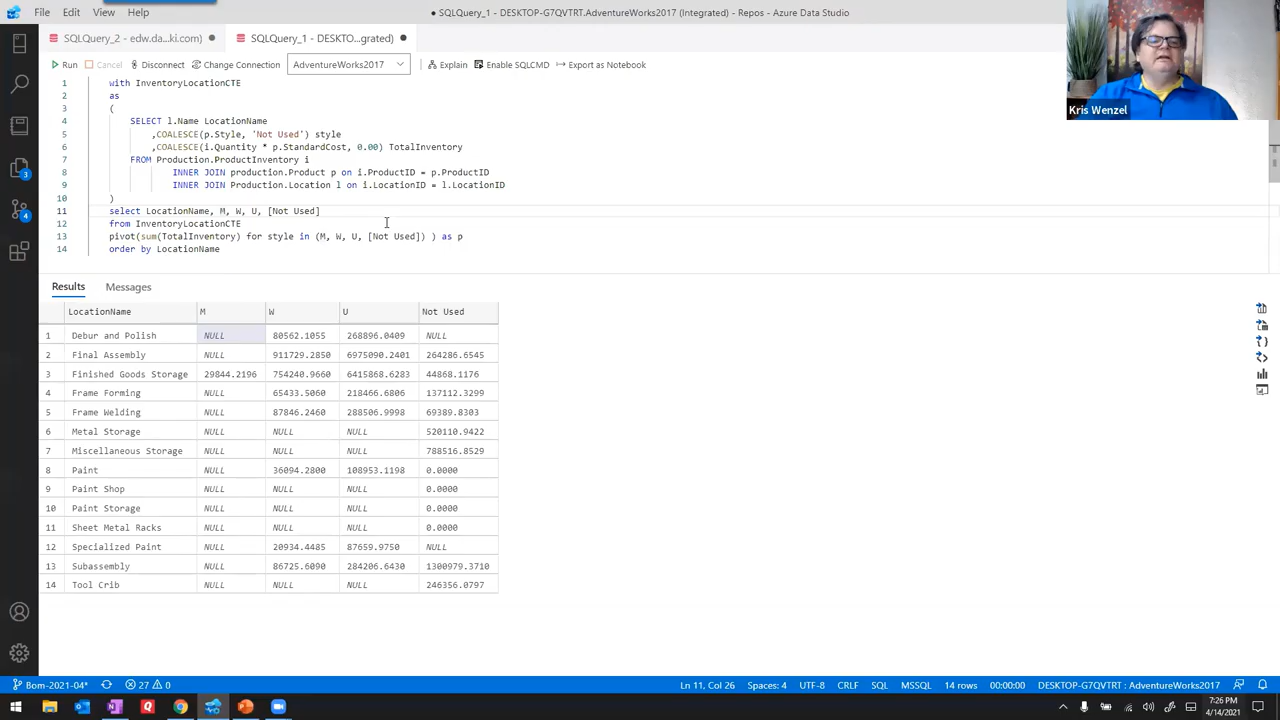 File Edit View Help
● SQLQuery_1 - DESKTOP-G7QVTRT.AdventureWorks2017 (Integrated) - Repos - Azure Data Studio
SQLQuery_2 - edw.da...ki.com) ● SQLQuery_1 - DESKTO...grated) ●
Run Cancel Disconnect Change Connection AdventureWorks2017 Explain Enable SQLCMD Export as Notebook
Kris Wenzel
1 with InventoryLocationCTE
2 as
3 (
4 SELECT l.Name LocationName
5 ,COALESCE(p.Style, 'Not Used') style
6 ,COALESCE(i.Quantity * p.StandardCost, 0.00) TotalInventory
7 FROM Production.ProductInventory i
8 INNER JOIN production.Product p on i.ProductID = p.ProductID
9 INNER JOIN Production.Location l on i.LocationID = l.LocationID
10 )
11 select LocationName, M, W, U, [Not Used]
12 from InventoryLocationCTE
13 pivot(sum(TotalInventory) for style in (M, W, U, [Not Used]) ) as p
14 order by LocationName
Results Messages
LocationName M W U Not Used
1 Debur and Polish NULL 80562.1055 268896.0409 NULL
2 Final Assembly NULL 911729.2850 6975090.2401 264286.6545
3 Finished Goods Storage 29844.2196 754240.9660 6415868.6283 44868.1176
4 Frame Forming NULL 65433.5060 218466.6806 137112.3299
5 Frame Welding NULL 87846.2460 288506.9998 69389.8303
6 Metal Storage NULL NULL NULL 520110.9422
7 Miscellaneous Storage NULL NULL NULL 788516.8529
8 Paint NULL 36094.2800 108953.1198 0.0000
9 Paint Shop NULL NULL NULL 0.0000
10 Paint Storage NULL NULL NULL 0.0000
11 Sheet Metal Racks NULL NULL NULL 0.0000
12 Specialized Paint NULL 20934.4485 87659.9750 NULL
13 Subassembly NULL 86725.6090 284206.6430 1300979.3710
14 Tool Crib NULL NULL NULL 246356.0797
3
4
Bom-2021-04* 27 0 Ln 11, Col 26 Spaces: 4 UTF-8 CRLF SQL MSSQL 14 rows 00:00:00 DESKTOP-G7QVTRT : AdventureWorks2017
7:26 PM
4/14/2021